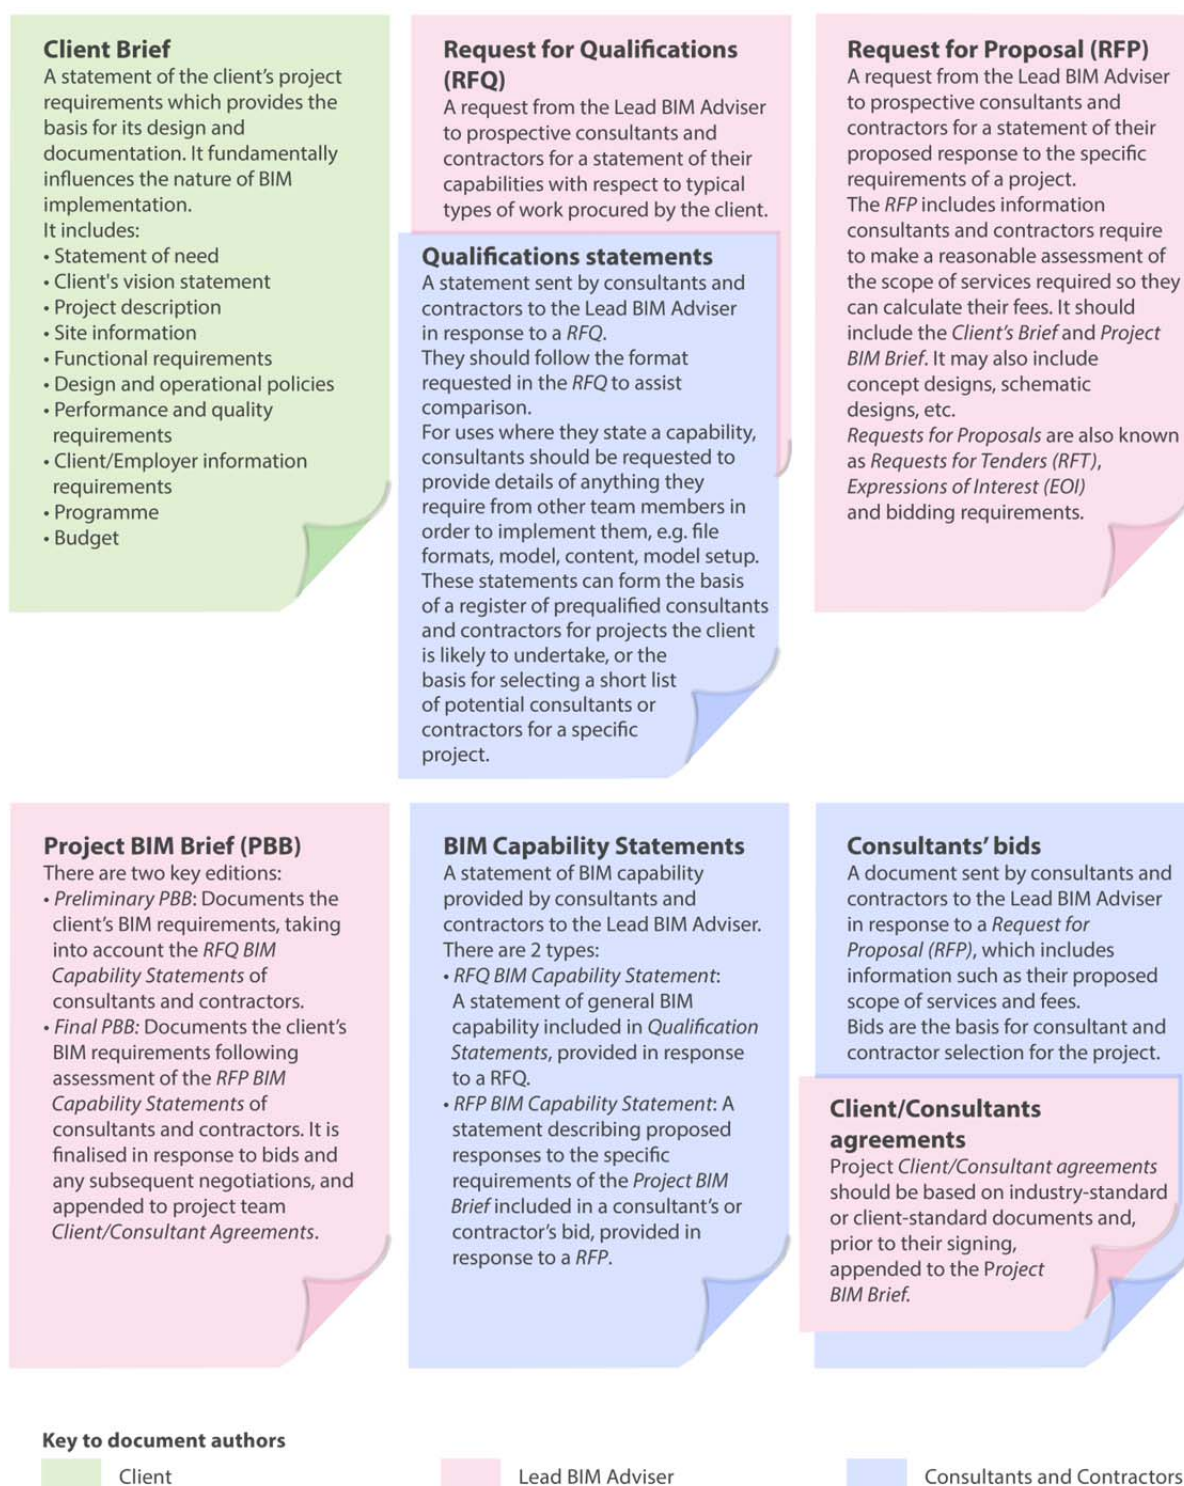 Client Brief
A statement of the client's project
requirements which provides the
basis for its design and
documentation. It fundamentally
influences the nature of BIM
implementation.
It includes:
• Statement of need
• Client's vision statement
• Project description
• Site information
• Functional requirements
• Design and operational policies
• Performance and quality
requirements
• Client/Employer information
requirements
• Programme
• Budget
Request for Qualifications
(RFQ)
A request from the Lead BIM Adviser
to prospective consultants and
contractors for a statement of their
capabilities with respect to typical
types of work procured by the client.
Qualifications statements
A statement sent by consultants and
contractors to the Lead BIM Adviser
in response to a RFQ.
They should follow the format
requested in the RFQ to assist
comparison.
For uses where they state a capability,
consultants should be requested to
provide details of anything they
require from other team members in
order to implement them, e.g. file
formats, model, content, model setup.
These statements can form the basis
of a register of prequalified consultants
and contractors for projects the client
is likely to undertake, or the
basis for selecting a short list
of potential consultants or
contractors for a specific
project.
Request for Proposal (RFP)
A request from the Lead BIM Adviser
to prospective consultants and
contractors for a statement of their
proposed response to the specific
requirements of a project.
The RFP includes information
consultants and contractors require
to make a reasonable assessment of
the scope of services required so they
can calculate their fees. It should
include the Client's Brief and Project
BIM Brief. It may also include
concept designs, schematic
designs, etc.
Requests for Proposals are also known
as Requests for Tenders (RFT),
Expressions of Interest (EOI)
and bidding requirements.
Project BIM Brief (PBB)
There are two key editions:
• Preliminary PBB: Documents the
client's BIM requirements, taking
into account the RFQ BIM
Capability Statements of
consultants and contractors.
• Final PBB: Documents the client's
BIM requirements following
assessment of the RFP BIM
Capability Statements of
consultants and contractors. It is
finalised in response to bids and
any subsequent negotiations, and
appended to project team
Client/Consultant Agreements.
BIM Capability Statements
A statement of BIM capability
provided by consultants and
contractors to the Lead BIM Adviser.
There are 2 types:
• RFQ BIM Capability Statement:
A statement of general BIM
capability included in Qualification
Statements, provided in response
to a RFQ.
• RFP BIM Capability Statement: A
statement describing proposed
responses to the specific
requirements of the Project BIM
Brief included in a consultant's or
contractor's bid, provided in
response to a RFP.
Consultants' bids
A document sent by consultants and
contractors to the Lead BIM Adviser
in response to a Request for
Proposal (RFP), which includes
information such as their proposed
scope of services and fees.
Bids are the basis for consultant and
contractor selection for the project.
Client/Consultants
agreements
Project Client/Consultant agreements
should be based on industry-standard
or client-standard documents and,
prior to their signing,
appended to the Project
BIM Brief.
Key to document authors
Client
Lead BIM Adviser
Consultants and Contractors